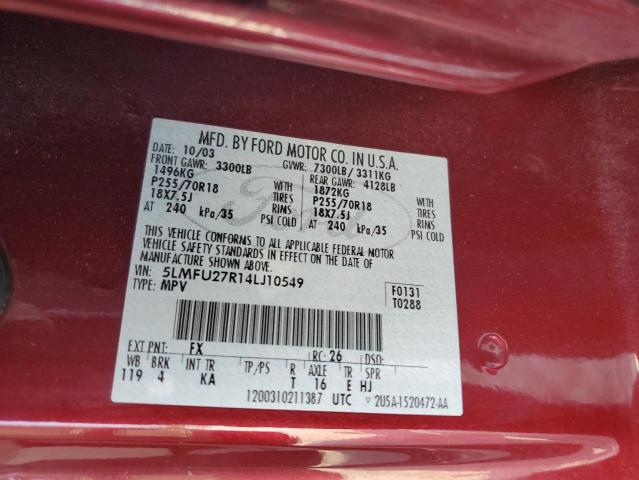 MFD. BY FORD MOTOR CO. IN U.S.A.
DATE: 10/03 GVWR: 7300LB/ 3311KG
FRONT GAWR: 3300LB REAR GAWR: 4128LB
1496KG WITH 1872KG WITH
P255/70R18 TIRES P255/70R18 TIRES
18X7.5J RIMS 18X7.5J RIMS
AT 240 kPa/35 PSI COLD AT 240 kPa/35 PSI COLD
THIS VEHICLE CONFORMS TO ALL APPLICABLE FEDERAL MOTOR
VEHICLE SAFETY STANDARDS IN EFFECT ON THE DATE OF
MANUFACTURE SHOWN ABOVE.
VIN: 5LMFU27R14LJ10549 F0131
TYPE: MPV T0288
EXT PNT: FX RC: 26 DSO:
WB BRK INT TR TP/PS R AXLE TR SPR
119 4 KA T 16 E HJ
1200310211387 UTC ▽ 2U5A-1520472-AA
Ford